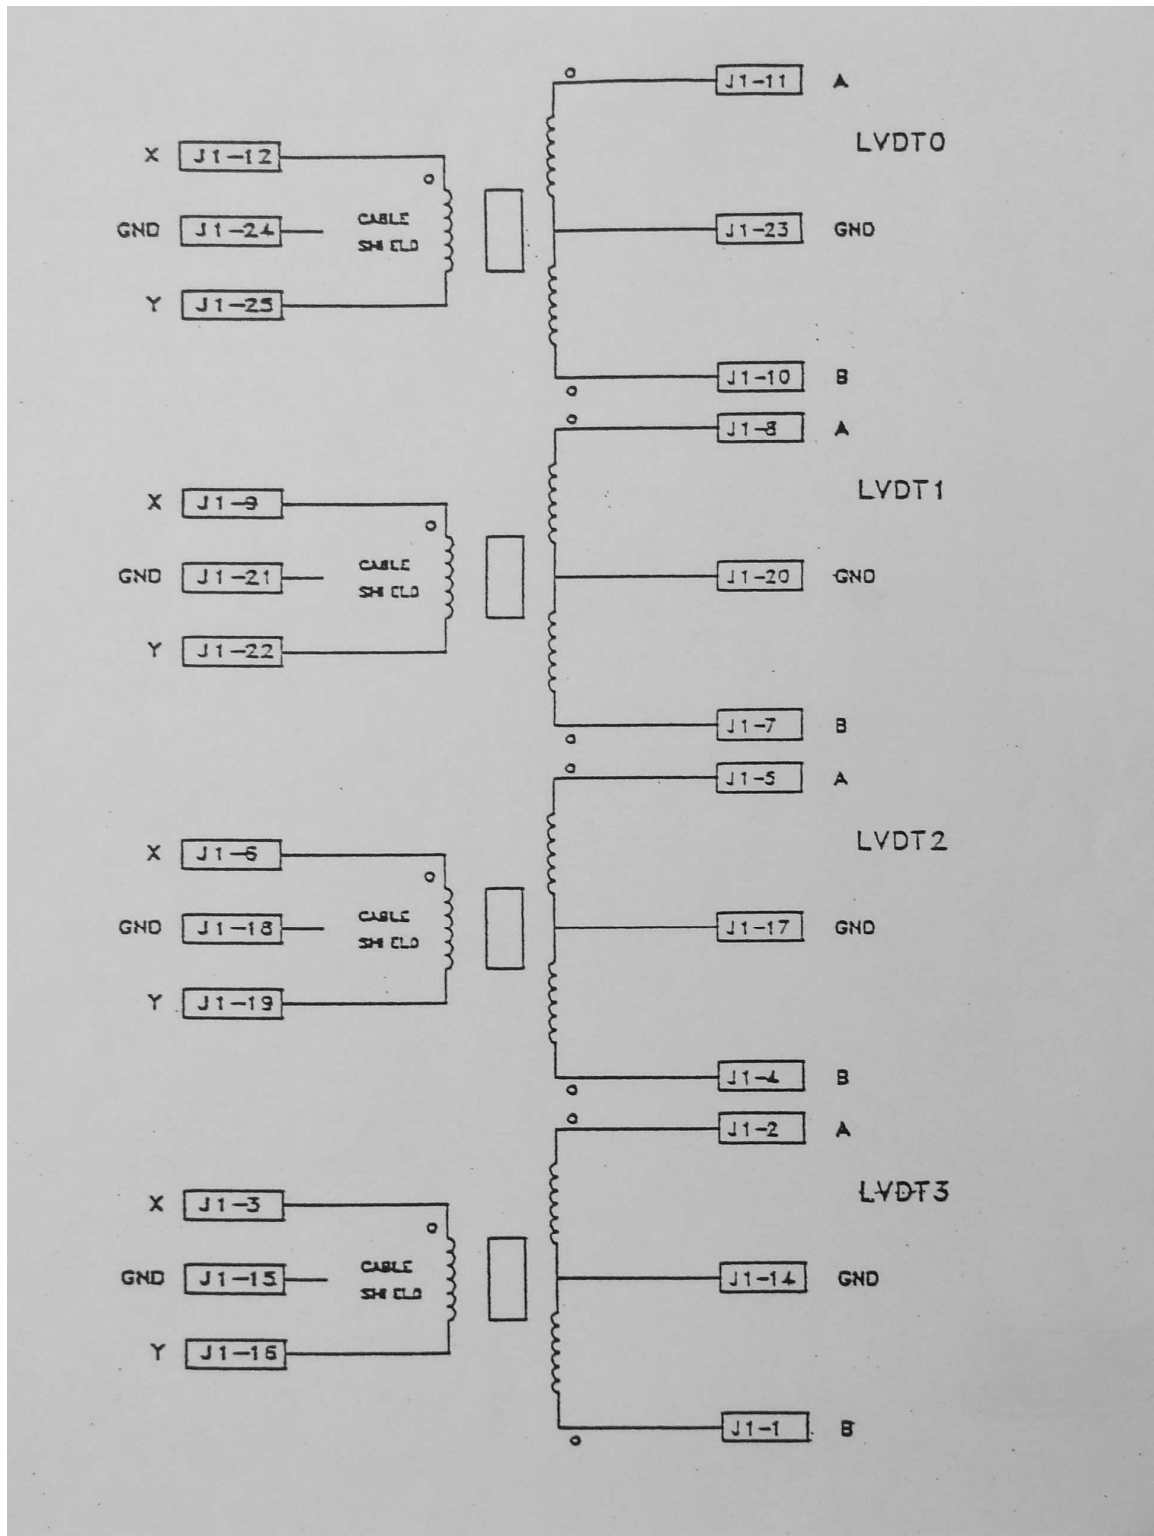 J1-11 A
LVDT0
X J1-12
CABLE
GND J1-24 J1-23 GND
SHIELD
Y J1-25
J1-10 B
J1-8 A
LVDT1
X J1-9
CABLE
GND J1-21 J1-20 GND
SHIELD
Y J1-22
J1-7 B
J1-5 A
LVDT2
X J1-6
CABLE
GND J1-18 J1-17 GND
SHIELD
Y J1-19
J1-4 B
J1-2 A
LVDT3
X J1-3
CABLE
GND J1-15 J1-14 GND
SHIELD
Y J1-16
J1-1 B